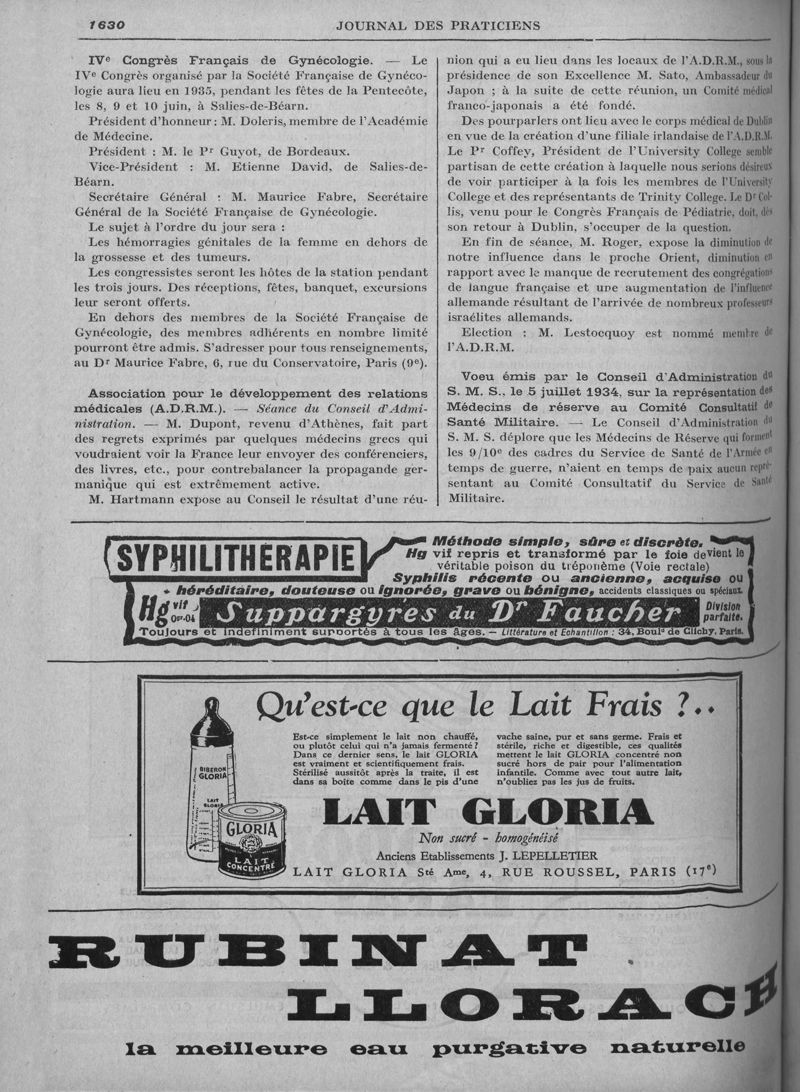 1630
JOURNAL DES PRATICIENS
IVe Congrès Français de Gynécologie. — Le
IVe Congrès organisé par la Société Française de Gynéco-
logie aura lieu en 1935, pendant les fêtes de la Pentecôte,
les 8, 9 et 10 juin, à Salies-de-Béarn.
Président d'honneur : M. Doleris, membre de l'Académie
de Médecine.
Président : M. le Pr Guyot, de Bordeaux.
Vice-Président : M. Etienne David, de Salies-de-
Béarn.
Secrétaire Général : M. Maurice Fabre, Secrétaire
Général de la Société Française de Gynécologie.
Le sujet à l'ordre du jour sera :
Les hémorragies génitales de la femme en dehors de
la grossesse et des tumeurs.
Les congressistes seront les hôtes de la station pendant
les trois jours. Des réceptions, fêtes, banquet, excursions
leur seront offerts.
En dehors des membres de la Société Française de
Gynécologie, des membres adhérents en nombre limité
pourront être admis. S'adresser pour tous renseignements,
au Dr Maurice Fabre, 6, rue du Conservatoire, Paris (9e).
Association pour le développement des relations
médicales (A.D.R.M.). — Séance du Conseil d'Admi-
nistration. — M. Dupont, revenu d'Athènes, fait part
des regrets exprimés par quelques médecins grecs qui
voudraient voir la France leur envoyer des conférenciers,
des livres, etc., pour contrebalancer la propagande ger-
manique qui est extrêmement active.
M. Hartmann expose au Conseil le résultat d'une réu-
nion qui a eu lieu dans les locaux de l'A.D.R.M., sous la
présidence de son Excellence M. Sato, Ambassadeur du
Japon ; à la suite de cette réunion, un Comité médical
franco-japonais a été fondé.
Des pourparlers ont lieu avec le corps médical de Dublin
en vue de la création d'une filiale irlandaise de l'A.D.R.M.
Le Pr Coffey, Président de l'University College semble
partisan de cette création à laquelle nous serions désireux
de voir participer à la fois les membres de l'University
College et des représentants de Trinity College. Le Dr Col-
lis, venu pour le Congrès Français de Pédiatrie, doit, dès
son retour à Dublin, s'occuper de la question.
En fin de séance, M. Roger, expose la diminution de
notre influence dans le proche Orient, diminution en
rapport avec le manque de recrutement des congrégations
de langue française et une augmentation de l'influence
allemande résultant de l'arrivée de nombreux professeurs
israélites allemands.
Election : M. Lestocquoy est nommé membre de
l'A.D.R.M.
Voeu émis par le Conseil d'Administration du
S. M. S., le 5 juillet 1934, sur la représentation des
Médecins de réserve au Comité Consultatif de
Santé Militaire. — Le Conseil d'Administration du
S. M. S. déplore que les Médecins de Réserve qui forment
les 9/10e des cadres du Service de Santé de l'Armée en
temps de guerre, n'aient en temps de paix aucun repré-
sentant au Comité Consultatif du Service de Santé
Militaire.
SYPHILITHÉRAPIE
Méthode simple, sûre et discrète.
Hg vif repris et transformé par le foie devient le
véritable poison du tréponème (Voie rectale)
Syphilis récente ou ancienne, acquise ou
héréditaire, douteuse ou ignorée, grave ou bénigne, accidents classiques ou spéciaux.
Hg vif 0gr.04 Suppargyres du Dr Faucher Division parfaite.
Toujours et indéfiniment supportés à tous les âges. — Littérature et Echantillon : 34, Bould de Clichy, Paris.
Qu'est-ce que le Lait Frais ?..
Est-ce simplement le lait non chauffé,
ou plutôt celui qui n'a jamais fermenté ?
Dans ce dernier sens, le lait GLORIA
est vraiment et scientifiquement frais.
Stérilisé aussitôt après la traite, il est
dans sa boîte comme dans le pis d'une
vache saine, pur et sans germe. Frais et
stérile, riche et digestible, ces qualités
mettent le lait GLORIA concentré non
sucré hors de pair pour l'alimentation
infantile. Comme avec tout autre lait,
n'oubliez pas les jus de fruits.
BIBERON
GLORIA
LAIT
GLORIA
GLORIA
LAIT
CONCENTRÉ
LAIT GLORIA
Non sucré - homogénéisé
Anciens Etablissements J. LEPELLETIER
LAIT GLORIA Sté Ame, 4, RUE ROUSSEL, PARIS (17e)
RUBINAT
LLORACH
la meilleure eau purgative naturelle